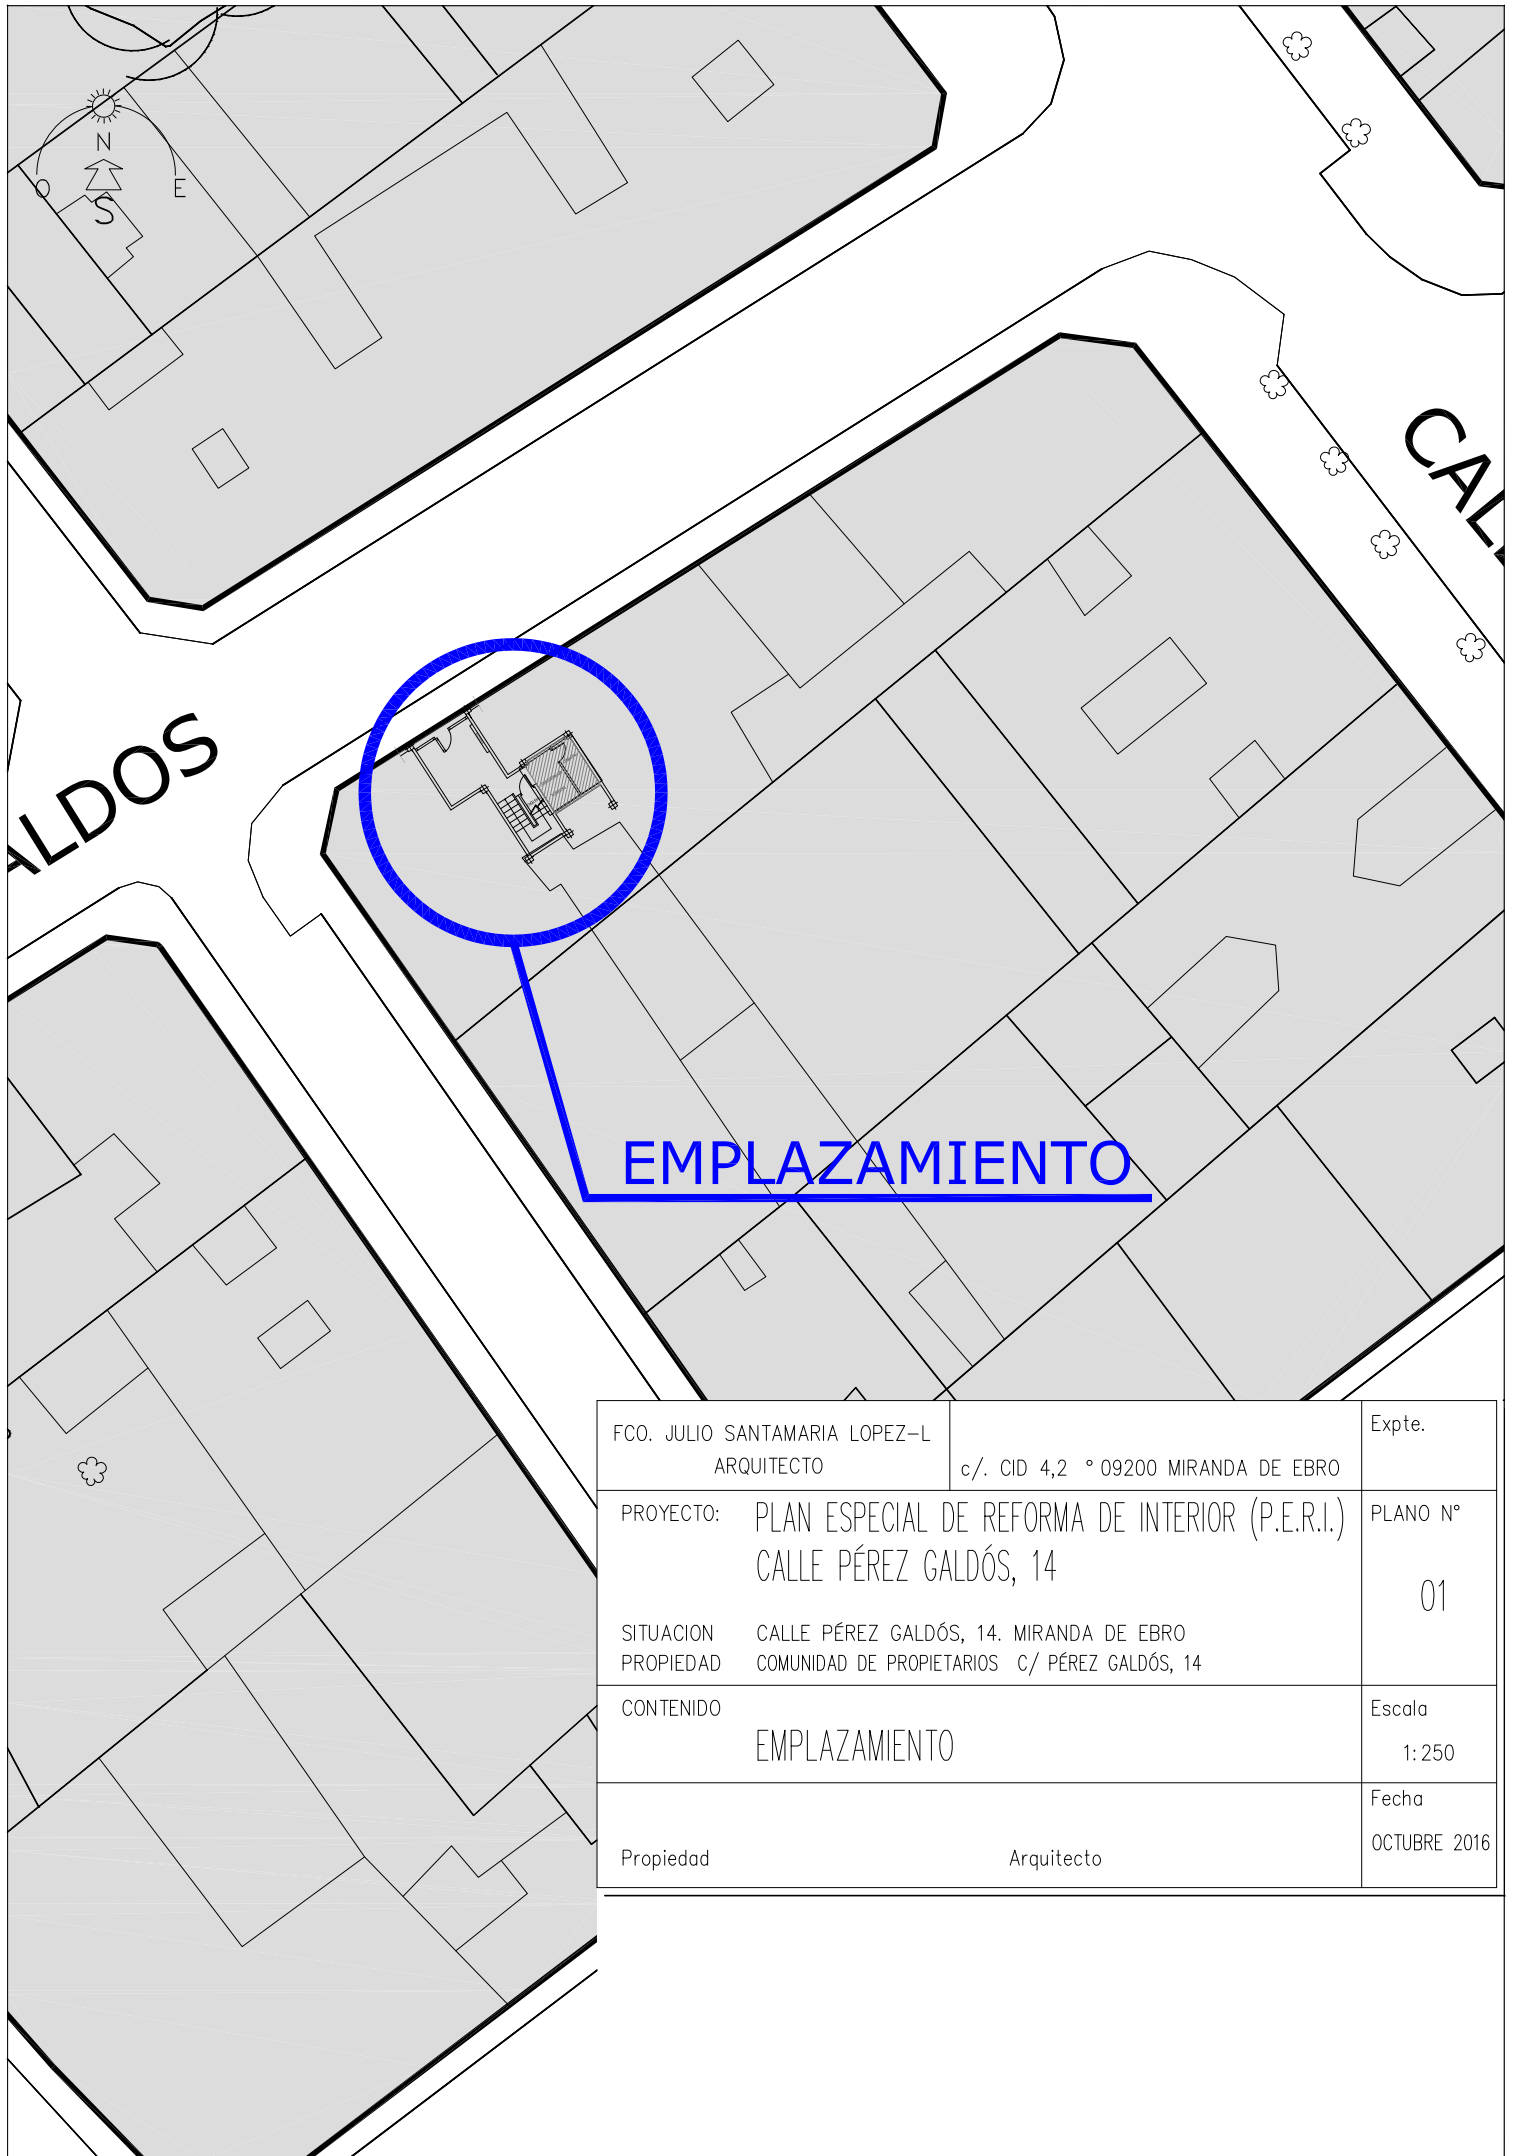 N
O E
S
CALL
ALDOS
EMPLAZAMIENTO
FCO. JULIO SANTAMARIA LOPEZ-L
ARQUITECTO
c/. CID 4,2 º 09200 MIRANDA DE EBRO
Expte.
PROYECTO: PLAN ESPECIAL DE REFORMA DE INTERIOR (P.E.R.I.)
CALLE PÉREZ GALDÓS, 14
PLANO Nº
01
SITUACION CALLE PÉREZ GALDÓS, 14. MIRANDA DE EBRO
PROPIEDAD COMUNIDAD DE PROPIETARIOS C/ PÉREZ GALDÓS, 14
CONTENIDO
EMPLAZAMIENTO
Escala
1:250
Fecha
OCTUBRE 2016
Propiedad Arquitecto